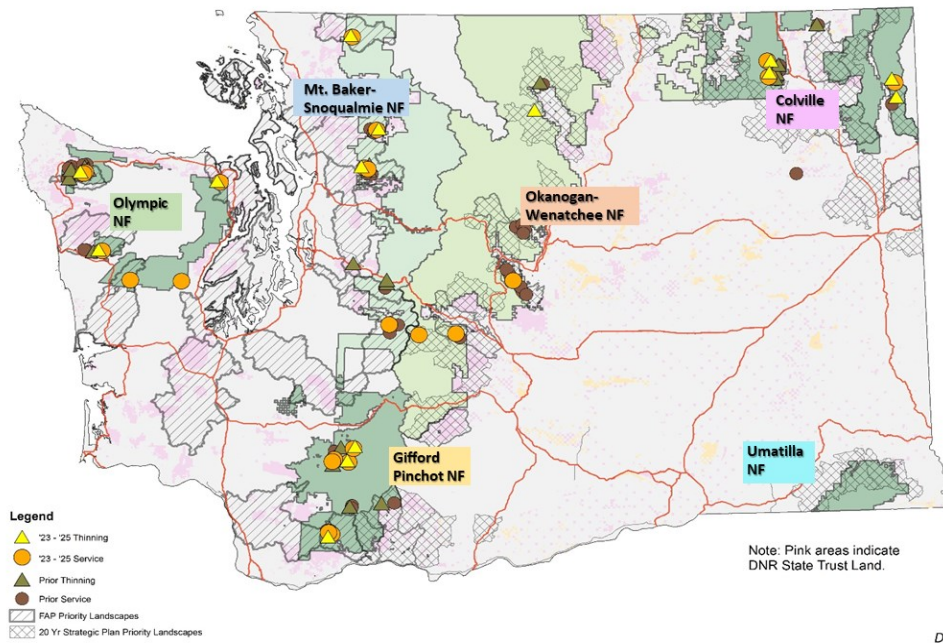 Mt. Baker-
Snoqualmie NF
Colville
NF
Okanogan-
Wenatchee NF
Olympic
NF
Gifford
Pinchot NF
Umatilla
NF
Legend
'23 - '25 Thinning
'23 - '25 Service
Prior Thinning
Prior Service
FAP Priority Landscapes
20 Yr Strategic Plan Priority Landscapes
Note: Pink areas indicate
DNR State Trust Land.
D